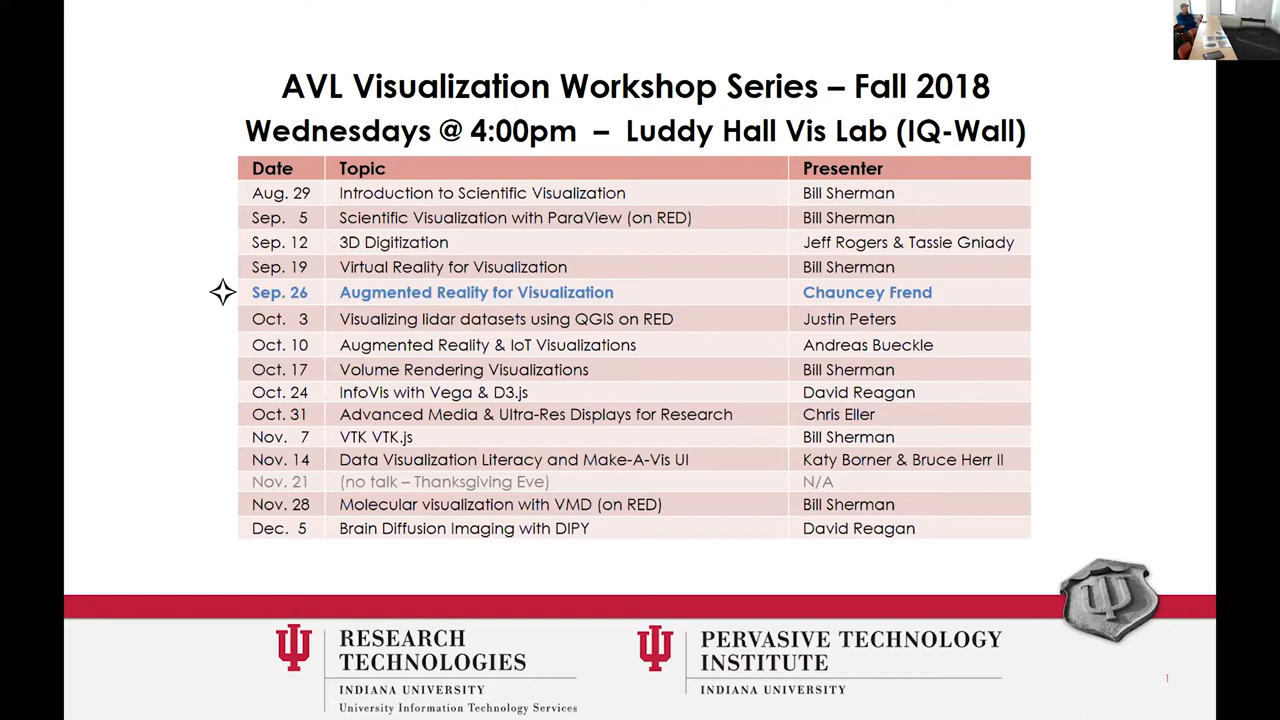 AVL Visualization Workshop Series – Fall 2018
Wednesdays @ 4:00pm – Luddy Hall Vis Lab (IQ-Wall)
Date Topic Presenter
Aug. 29 Introduction to Scientific Visualization Bill Sherman
Sep. 5 Scientific Visualization with ParaView (on RED) Bill Sherman
Sep. 12 3D Digitization Jeff Rogers & Tassie Gniady
Sep. 19 Virtual Reality for Visualization Bill Sherman
Sep. 26 Augmented Reality for Visualization Chauncey Frend
Oct. 3 Visualizing lidar datasets using QGIS on RED Justin Peters
Oct. 10 Augmented Reality & IoT Visualizations Andreas Bueckle
Oct. 17 Volume Rendering Visualizations Bill Sherman
Oct. 24 InfoVis with Vega & D3.js David Reagan
Oct. 31 Advanced Media & Ultra-Res Displays for Research Chris Eller
Nov. 7 VTK VTK.js Bill Sherman
Nov. 14 Data Visualization Literacy and Make-A-Vis UI Katy Borner & Bruce Herr II
Nov. 21 (no talk – Thanksgiving Eve) N/A
Nov. 28 Molecular visualization with VMD (on RED) Bill Sherman
Dec. 5 Brain Diffusion Imaging with DIPY David Reagan
RESEARCH
TECHNOLOGIES
INDIANA UNIVERSITY
University Information Technology Services
PERVASIVE TECHNOLOGY
INSTITUTE
INDIANA UNIVERSITY
1